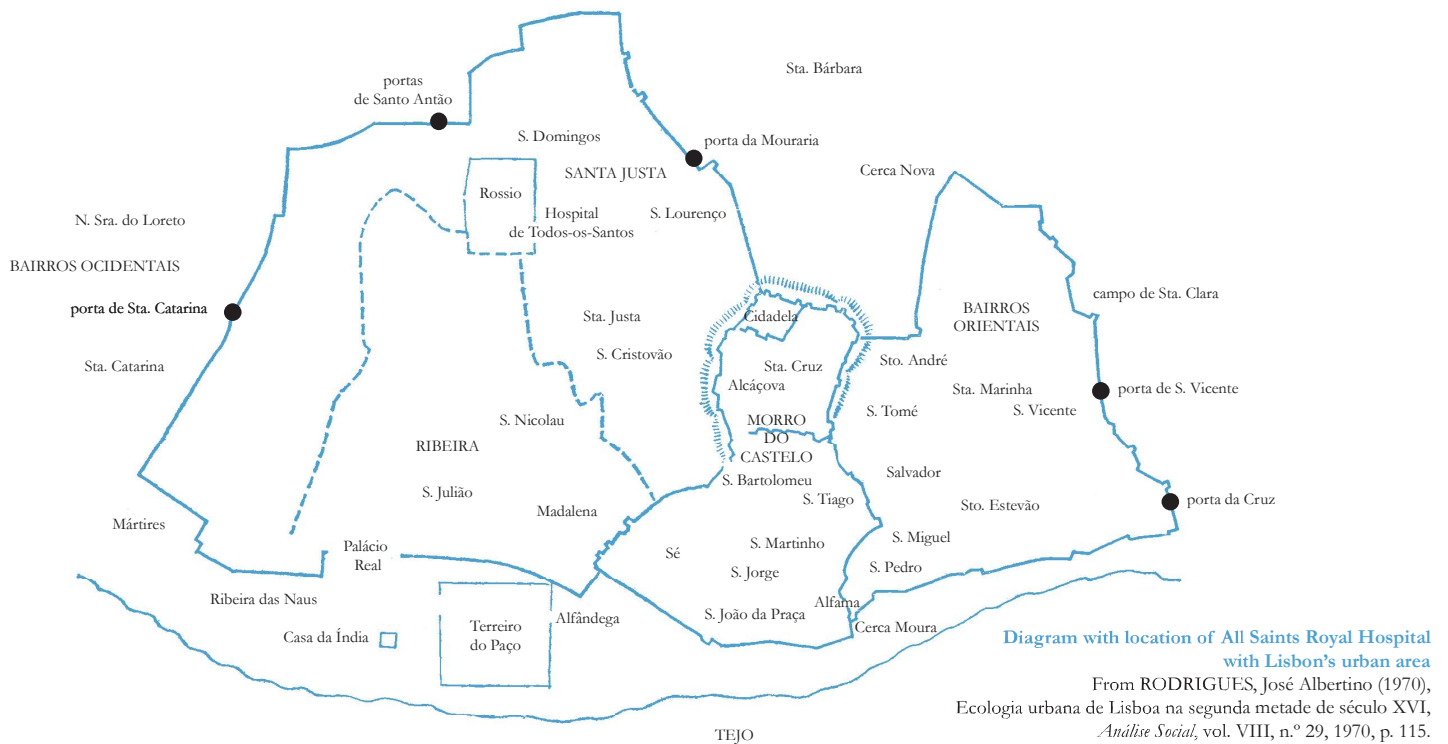 Sta. Bárbara
portas
de Santo Antão
S. Domingos
porta da Mouraria
SANTA JUSTA
Cerca Nova
Rossio
Hospital
de Todos-os-Santos
S. Lourenço
N. Sra. do Loreto
BAIRROS OCIDENTAIS
porta de Sta. Catarina
campo de Sta. Clara
BAIRROS
ORIENTAIS
Cidadela
Sta. Justa
S. Cristovão
Sta. Catarina
Sta. Cruz
Alcáçova
Sto. André
Sta. Marinha
porta de S. Vicente
S. Tomé
S. Vicente
S. Nicolau
MORRO
DO
CASTELO
RIBEIRA
S. Bartolomeu
Salvador
S. Julião
S. Tiago
Madalena
Sto. Estevão
porta da Cruz
Mártires
Palácio
Real
Sé
S. Martinho
S. Miguel
S. Jorge
S. Pedro
Ribeira das Naus
Alfama
S. João da Praça
Alfândega
Cerca Moura
Casa da Índia
Terreiro
do Paço
TEJO
Diagram with location of All Saints Royal Hospital
with Lisbon's urban area
From RODRIGUES, José Albertino (1970),
Ecologia urbana de Lisboa na segunda metade de século XVI,
Análise Social, vol. VIII, n.º 29, 1970, p. 115.